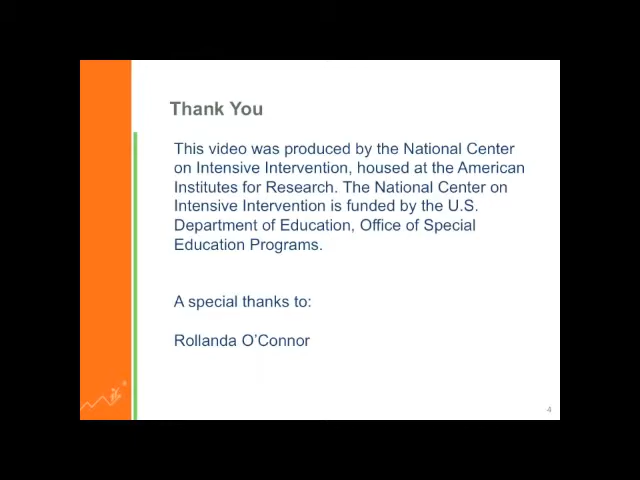 Thank You
This video was produced by the National Center
on Intensive Intervention, housed at the American
Institutes for Research. The National Center on
Intensive Intervention is funded by the U.S.
Department of Education, Office of Special
Education Programs.
A special thanks to:
Rollanda O’Connor
4